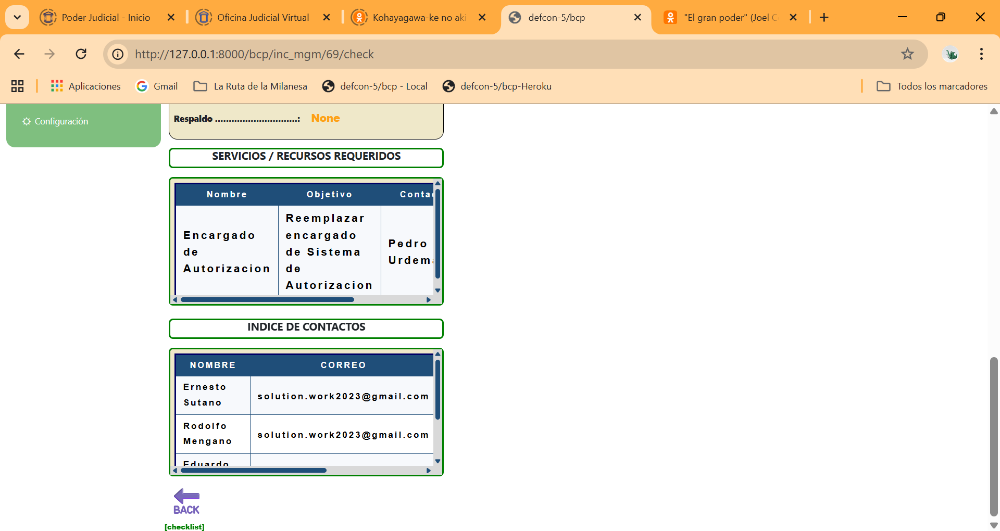 Poder Judicial - Inicio
Oficina Judicial Virtual
Kohayagawa-ke no aki
defcon-5/bcp
"El gran poder" (Joel C
http://127.0.0.1:8000/bcp/inc_mgm/69/check
Aplicaciones
Gmail
La Ruta de la Milanesa
defcon-5/bcp - Local
defcon-5/bcp-Heroku
Todos los marcadores
Configuración
Respaldo ..............................: None
SERVICIOS / RECURSOS REQUERIDOS
Nombre Objetivo Contac
Encargado
de
Autorizacion
Reemplazar
encargado
de Sistema
de
Autorizacion
Pedro
Urdema
INDICE DE CONTACTOS
NOMBRE CORREO
Ernesto
Sutano
solution.work2023@gmail.com
Rodolfo
Mengano
solution.work2023@gmail.com
Eduardo
BACK
[checklist]